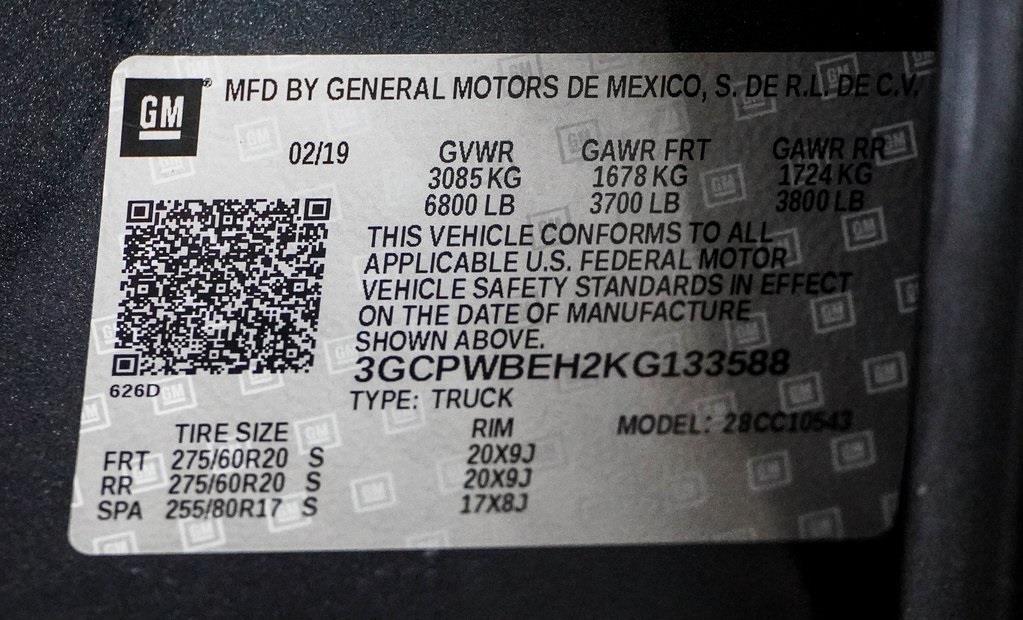 GM® MFD BY GENERAL MOTORS DE MEXICO, S. DE R.L. DE C.V.
02/19 GVWR GAWR FRT GAWR RR
3085 KG 1678 KG 1724 KG
6800 LB 3700 LB 3800 LB
THIS VEHICLE CONFORMS TO ALL
APPLICABLE U.S. FEDERAL MOTOR
VEHICLE SAFETY STANDARDS IN EFFECT
ON THE DATE OF MANUFACTURE
SHOWN ABOVE.
3GCPWBEH2KG133588
626D
TYPE: TRUCK
TIRE SIZE RIM MODEL: 28CC10543
FRT 275/60R20 S 20X9J
RR 275/60R20 S 20X9J
SPA 255/80R17 S 17X8J